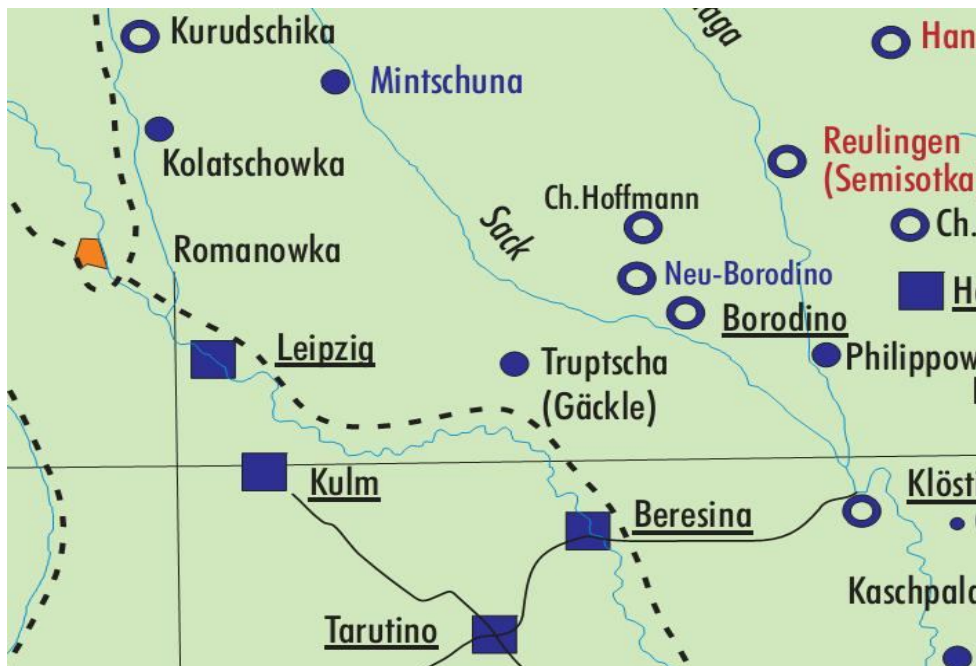 Kurudschika
Han
Mintschuna
Kolatschowka
Reulingen
(Semisotka
Ch.Hoffmann
Sack
Ch.
Romanowka
Neu-Borodino
Borodino
Leipzig
Truptscha
(Gäckle)
Philippow
Kulm
Beresina
Klöst
Kaschpala
Tarutino